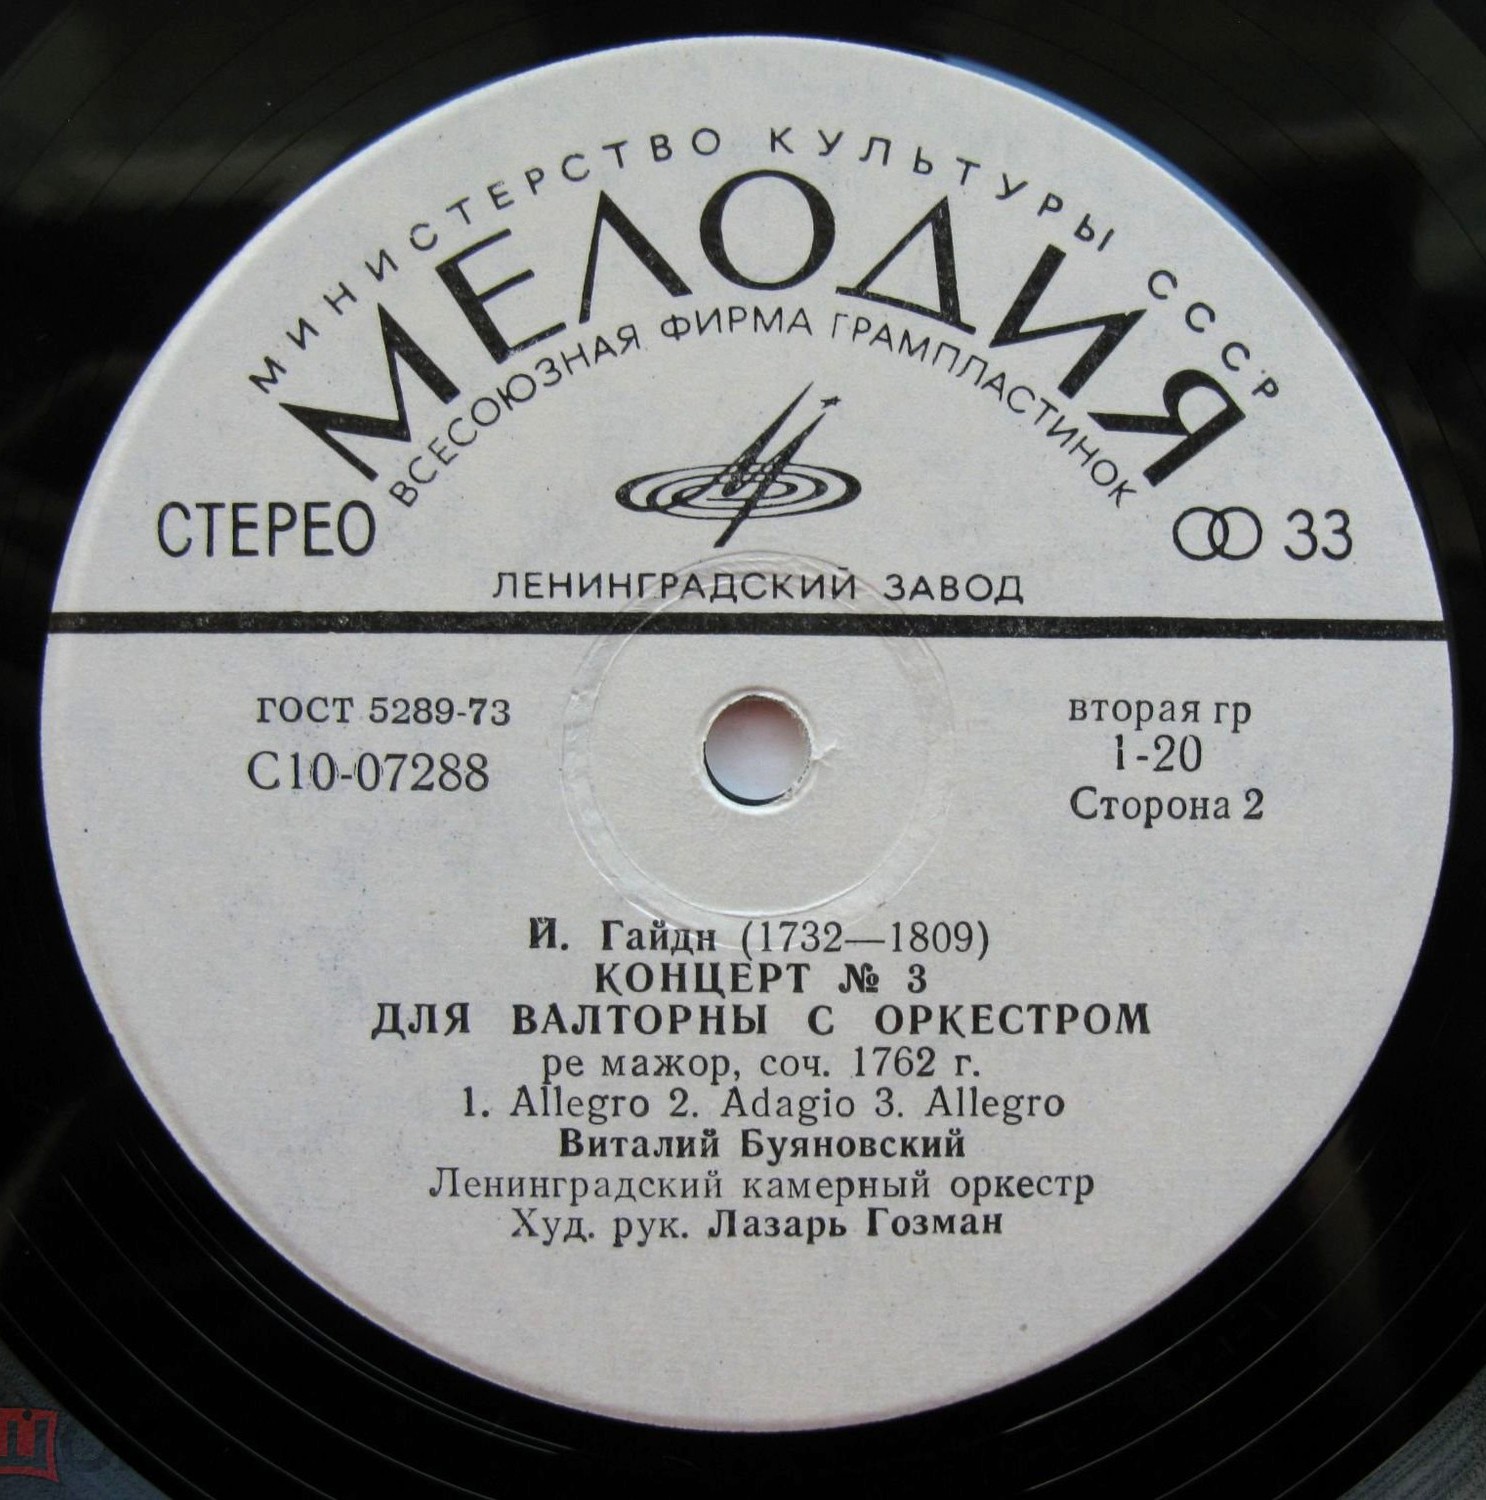 МИНИСТЕРСТВО КУЛЬТУРЫ СССР
МЕЛОДИЯ
ВСЕСОЮЗНАЯ ФИРМА ГРАМПЛАСТИНОК
СТЕРЕО
33
ЛЕНИНГРАДСКИЙ ЗАВОД
ГОСТ 5289-73
С10-07288
вторая гр
1-20
Сторона 2
Й. Гайдн (1732—1809)
КОНЦЕРТ № 3
ДЛЯ ВАЛТОРНЫ С ОРКЕСТРОМ
ре мажор, соч. 1762 г.
1. Allegro 2. Adagio 3. Allegro
Виталий Буяновский
Ленинградский камерный оркестр
Худ. рук. Лазарь Гозман